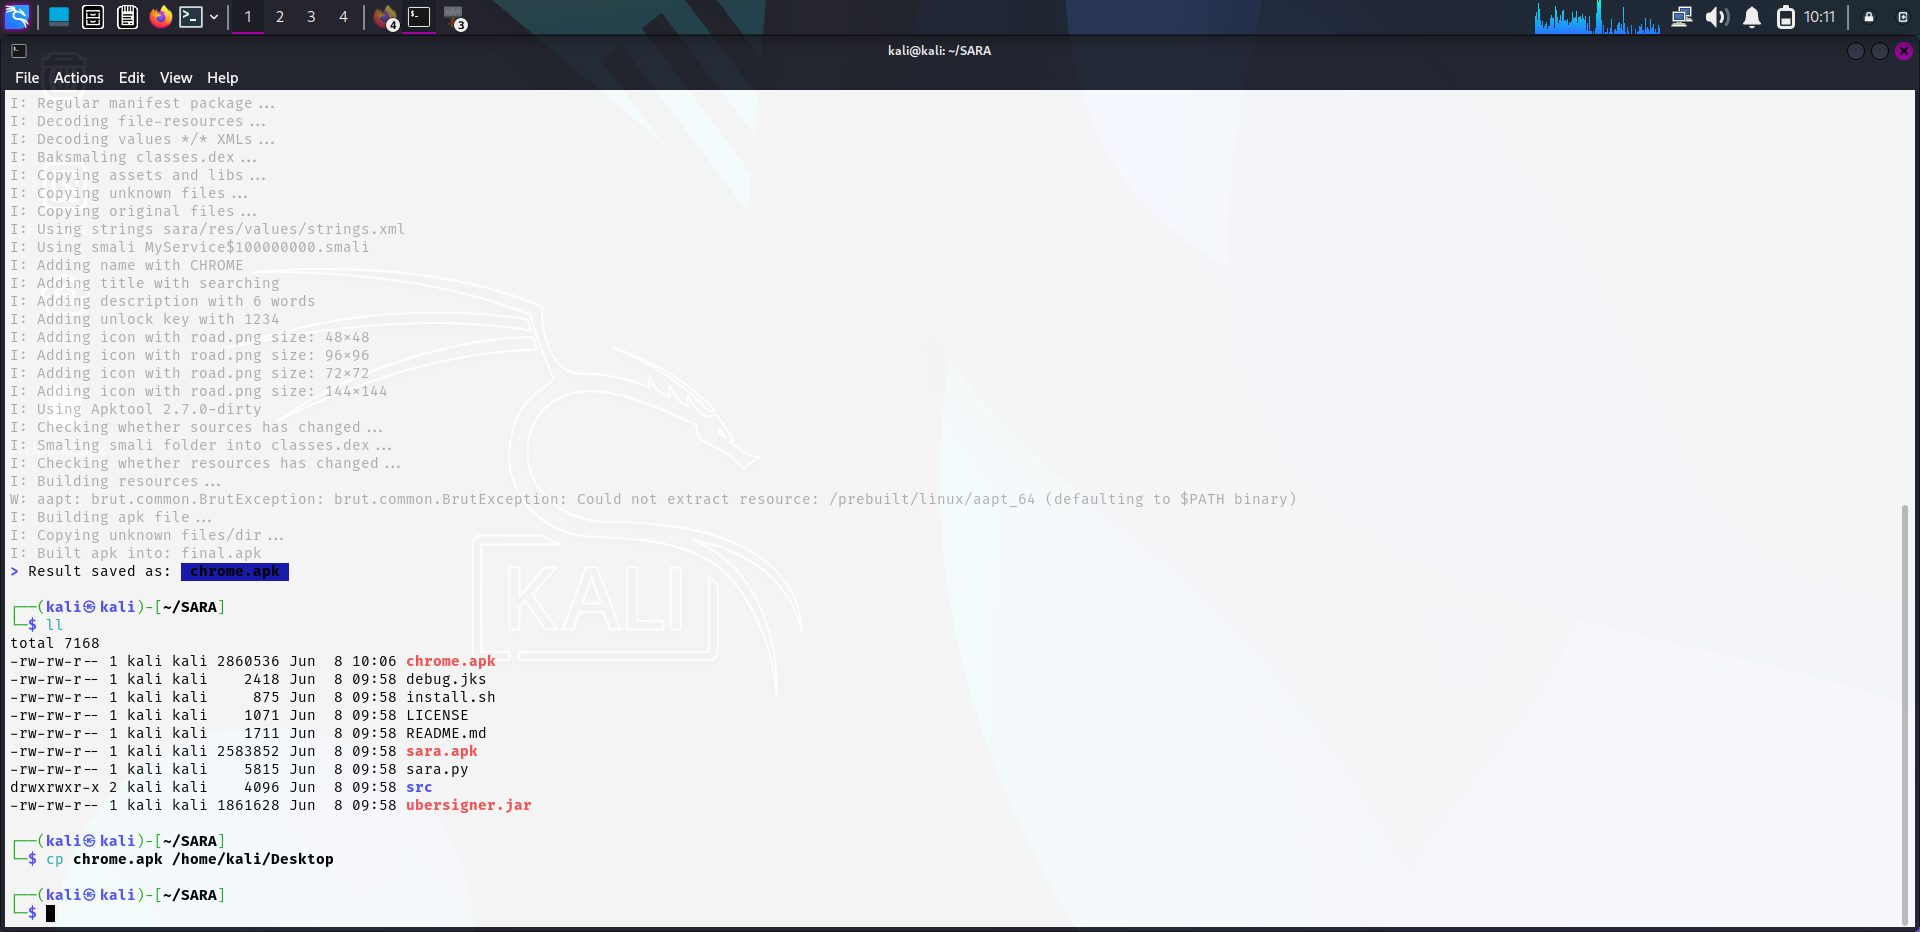 1 2 3 4 4 3 10:11
kali@kali: ~/SARA
File Actions Edit View Help
I: Regular manifest package...
I: Decoding file-resources...
I: Decoding values */* XMLs...
I: Baksmaling classes.dex...
I: Copying assets and libs...
I: Copying unknown files...
I: Copying original files...
I: Using strings sara/res/values/strings.xml
I: Using smali MyService$100000000.smali
I: Adding name with CHROME
I: Adding title with searching
I: Adding description with 6 words
I: Adding unlock key with 1234
I: Adding icon with road.png size: 48×48
I: Adding icon with road.png size: 96×96
I: Adding icon with road.png size: 72×72
I: Adding icon with road.png size: 144×144
I: Using Apktool 2.7.0-dirty
I: Checking whether sources has changed...
I: Smaling smali folder into classes.dex...
I: Checking whether resources has changed...
I: Building resources...
W: aapt: brut.common.BrutException: brut.common.BrutException: Could not extract resource: /prebuilt/linux/aapt_64 (defaulting to $PATH binary)
I: Building apk file...
I: Copying unknown files/dir...
I: Built apk into: final.apk
> Result saved as: chrome.apk
┌──(kali㉿kali)-[~/SARA]
└─$ ll
total 7168
-rw-rw-r-- 1 kali kali 2860536 Jun 8 10:06 chrome.apk
-rw-rw-r-- 1 kali kali 2418 Jun 8 09:58 debug.jks
-rw-rw-r-- 1 kali kali 875 Jun 8 09:58 install.sh
-rw-rw-r-- 1 kali kali 1071 Jun 8 09:58 LICENSE
-rw-rw-r-- 1 kali kali 1711 Jun 8 09:58 README.md
-rw-rw-r-- 1 kali kali 2583852 Jun 8 09:58 sara.apk
-rw-rw-r-- 1 kali kali 5815 Jun 8 09:58 sara.py
drwxrwxr-x 2 kali kali 4096 Jun 8 09:58 src
-rw-rw-r-- 1 kali kali 1861628 Jun 8 09:58 ubersigner.jar
┌──(kali㉿kali)-[~/SARA]
└─$ cp chrome.apk /home/kali/Desktop
┌──(kali㉿kali)-[~/SARA]
└─$
KALI